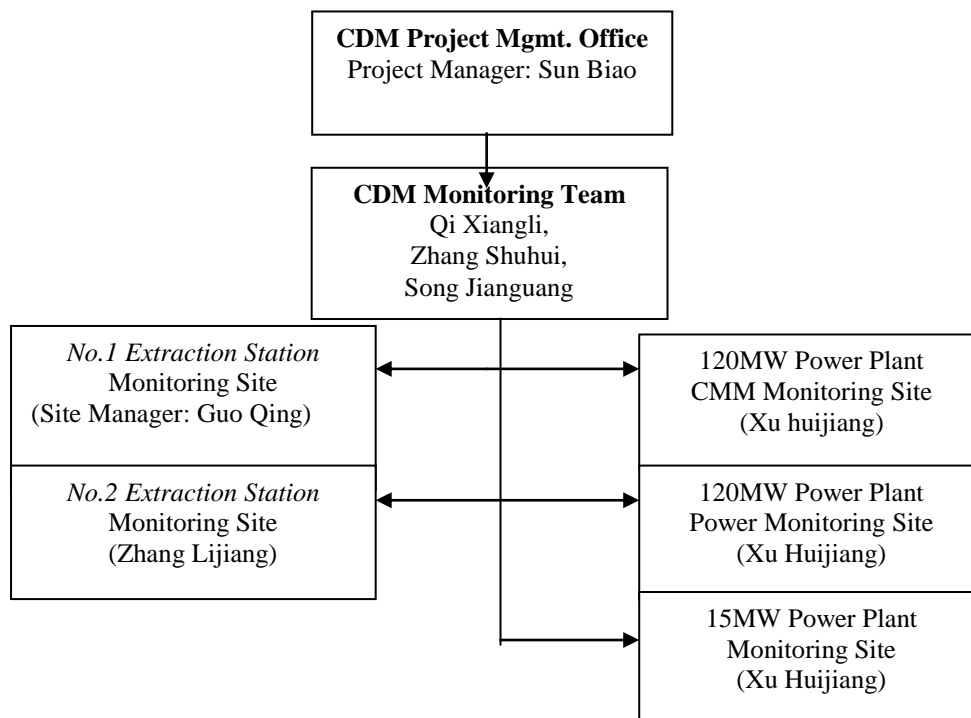 CDM Project Mgmt. Office
Project Manager: Sun Biao
CDM Monitoring Team
Qi Xiangli,
Zhang Shuhui,
Song Jianguang
No.1 Extraction Station
Monitoring Site
(Site Manager: Guo Qing)
120MW Power Plant
CMM Monitoring Site
(Xu huijiang)
No.2 Extraction Station
Monitoring Site
(Zhang Lijiang)
120MW Power Plant
Power Monitoring Site
(Xu Huijiang)
15MW Power Plant
Monitoring Site
(Xu Huijiang)